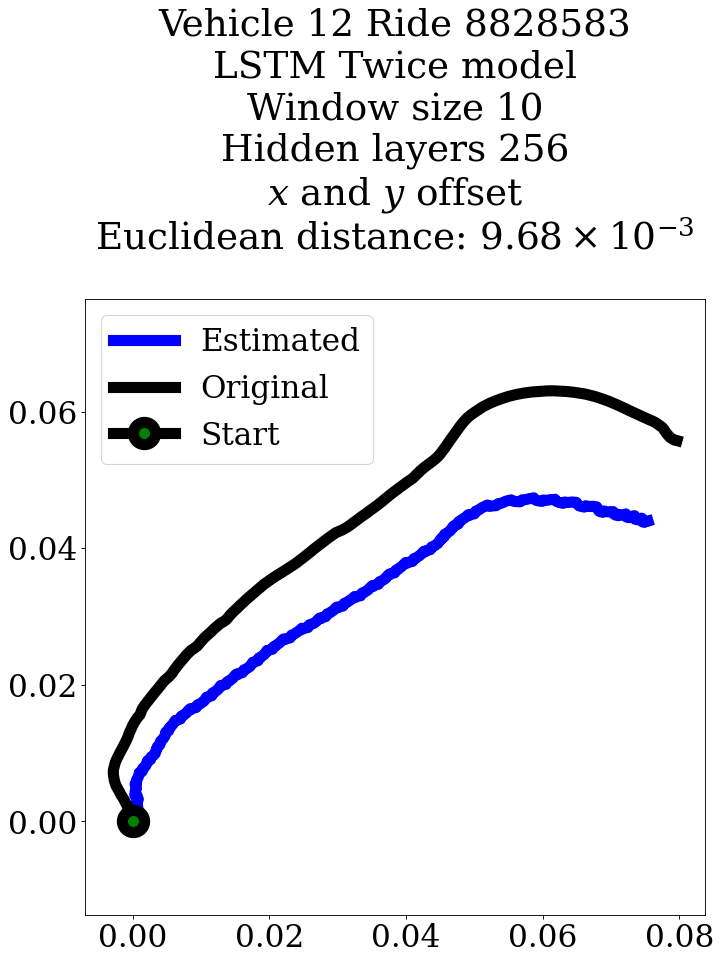 Vehicle 12 Ride 8828583
LSTM Twice model
Window size 10
Hidden layers 256
x and y offset
Euclidean distance: 9.68 × 10⁻³
Estimated
Original
Start
0.06
0.04
0.02
0.00
0.00 0.02 0.04 0.06 0.08